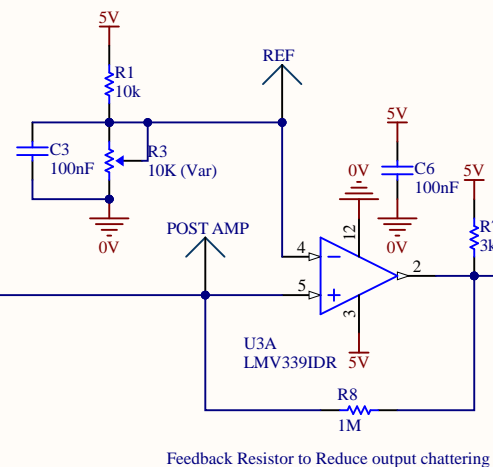 5V
R1
10k
REF
C3
100nF
R3
10K (Var)
0V
5V
C6
100nF
0V
0V
5V
3k
POST AMP
12
4
5
2
3
U3A
LMV339IDR
5V
R8
1M
Feedback Resistor to Reduce output chattering